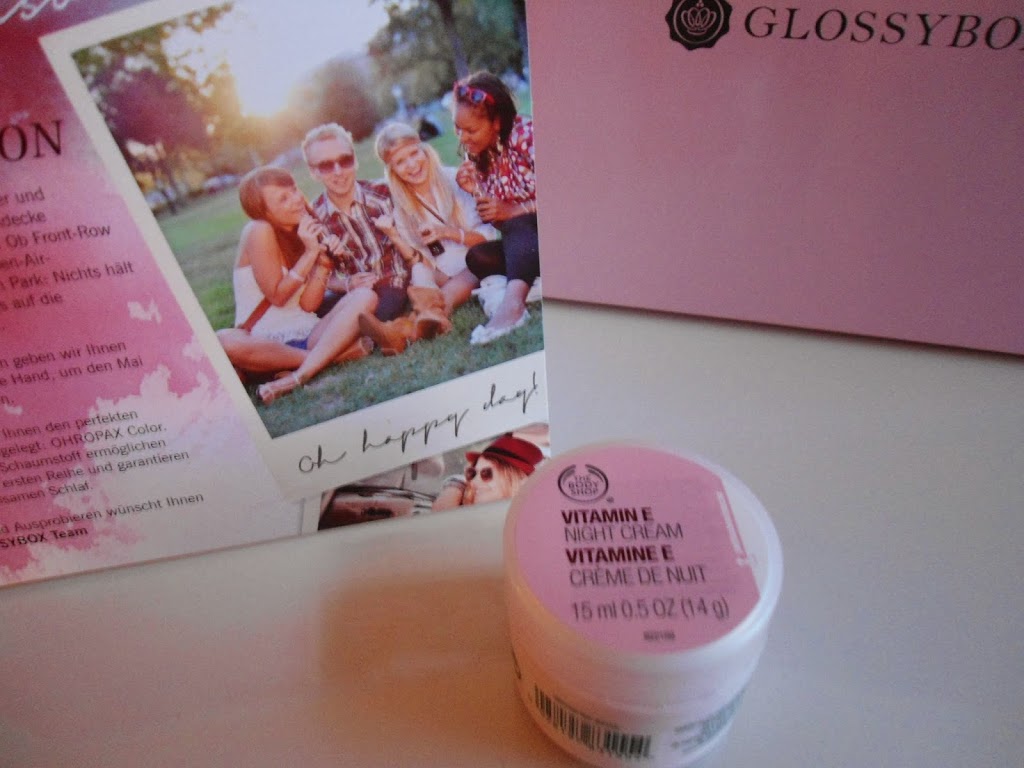 ON
er und
decke
Ob Front-Row
en-Air-
Park: Nichts hält
s auf die
n geben wir Ihnen
e Hand, um den Mai
n.
Ihnen den perfekten
gelegt: OHROPAX Color.
Schaumstoff ermöglichen
ersten Reihe und garantieren
lsamen Schlaf.
d Ausprobieren wünscht Ihnen
SYBOX Team
Oh happy day!
GLOSSYBO
THE
BODY
SHOP
®
VITAMIN E
NIGHT CREAM
VITAMINE E
CRÈME DE NUIT
15 ml 0.5 OZ (14 g)